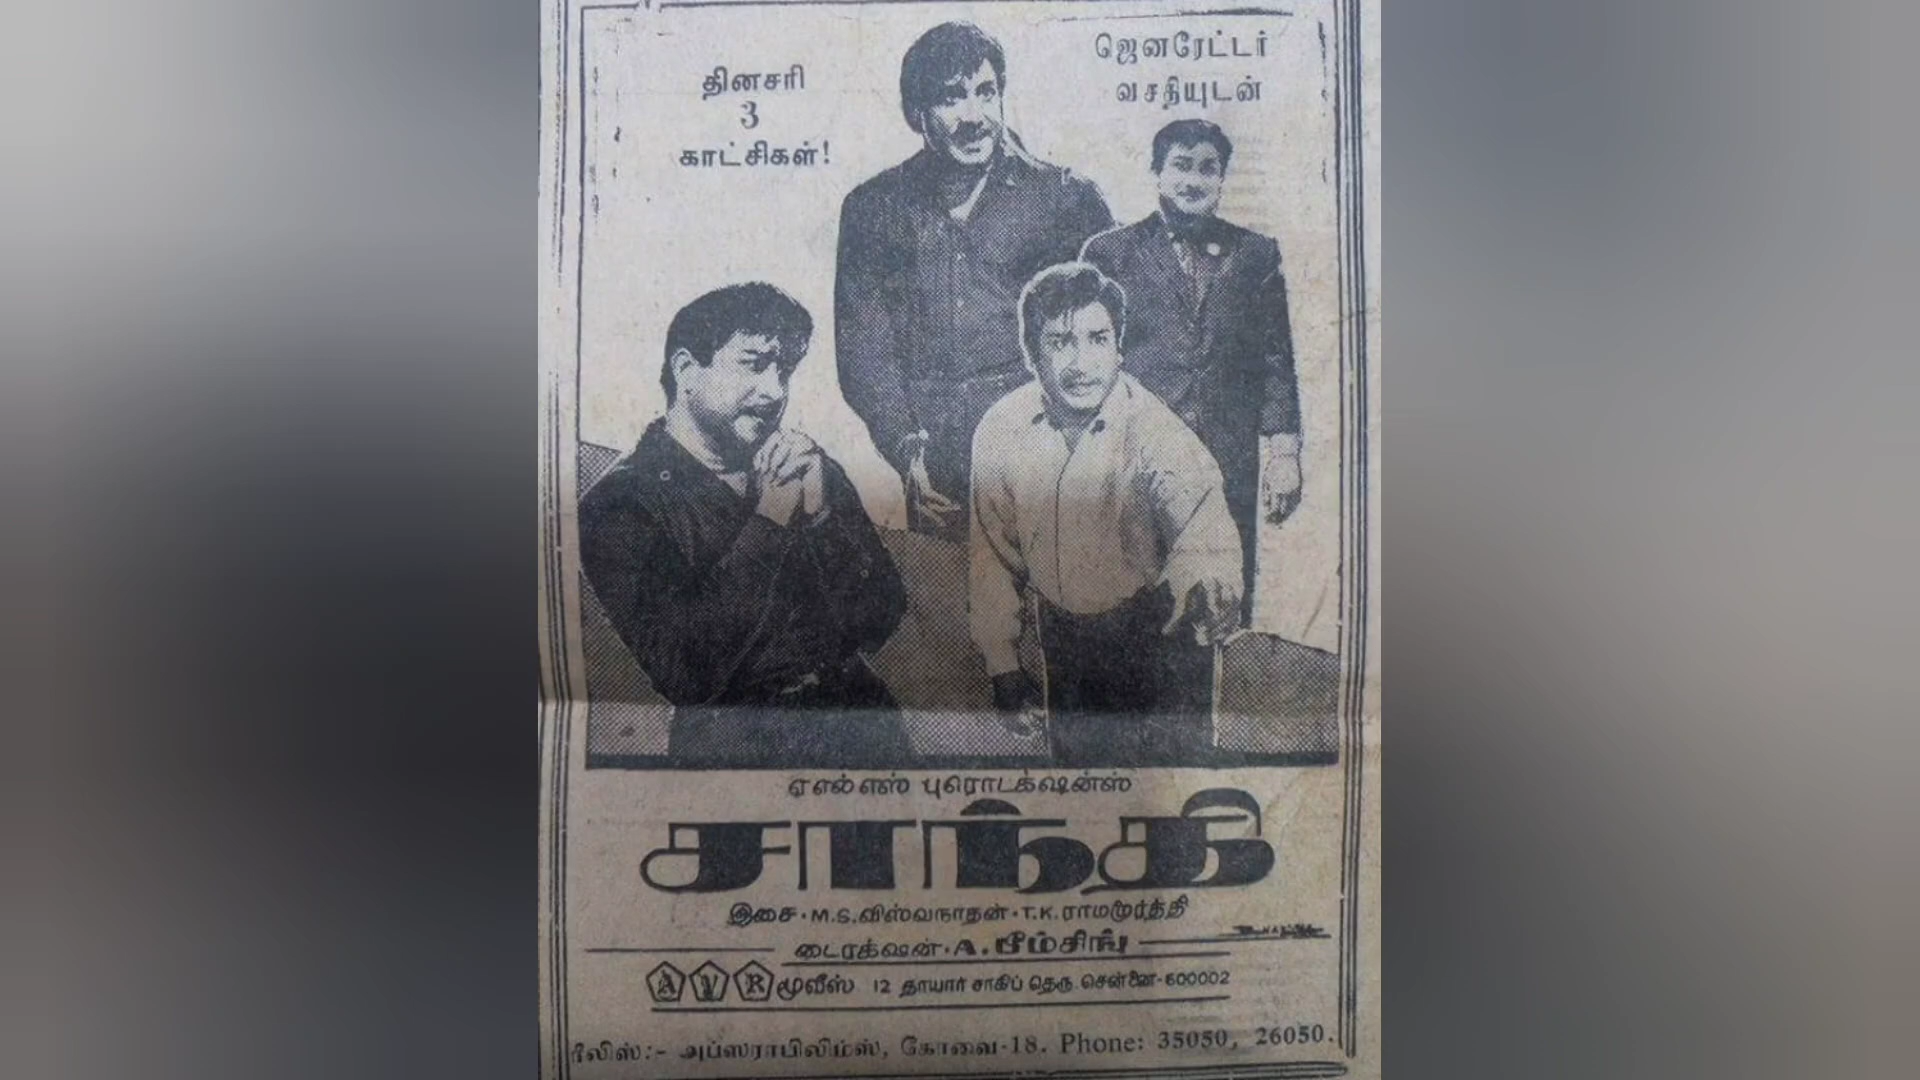 தினசரி
3
காட்சிகள்!
ஜெனரேட்டர்
வசதியுடன்
ஏஎல்எஸ் புரொடக்ஷன்ஸ்
சாந்தி
இசை·M.S.விஸ்வநாதன்·T.K.ராமமூர்த்தி
டைரக்ஷன்·A.பீம்சிங்
AVR மூவீஸ் 12 தாயார் சாகிப் தெரு சென்னை-600002
ரிலிஸ்:- அப்ஸராபிலிம்ஸ், கோவை-18. Phone: 35050, 26050.